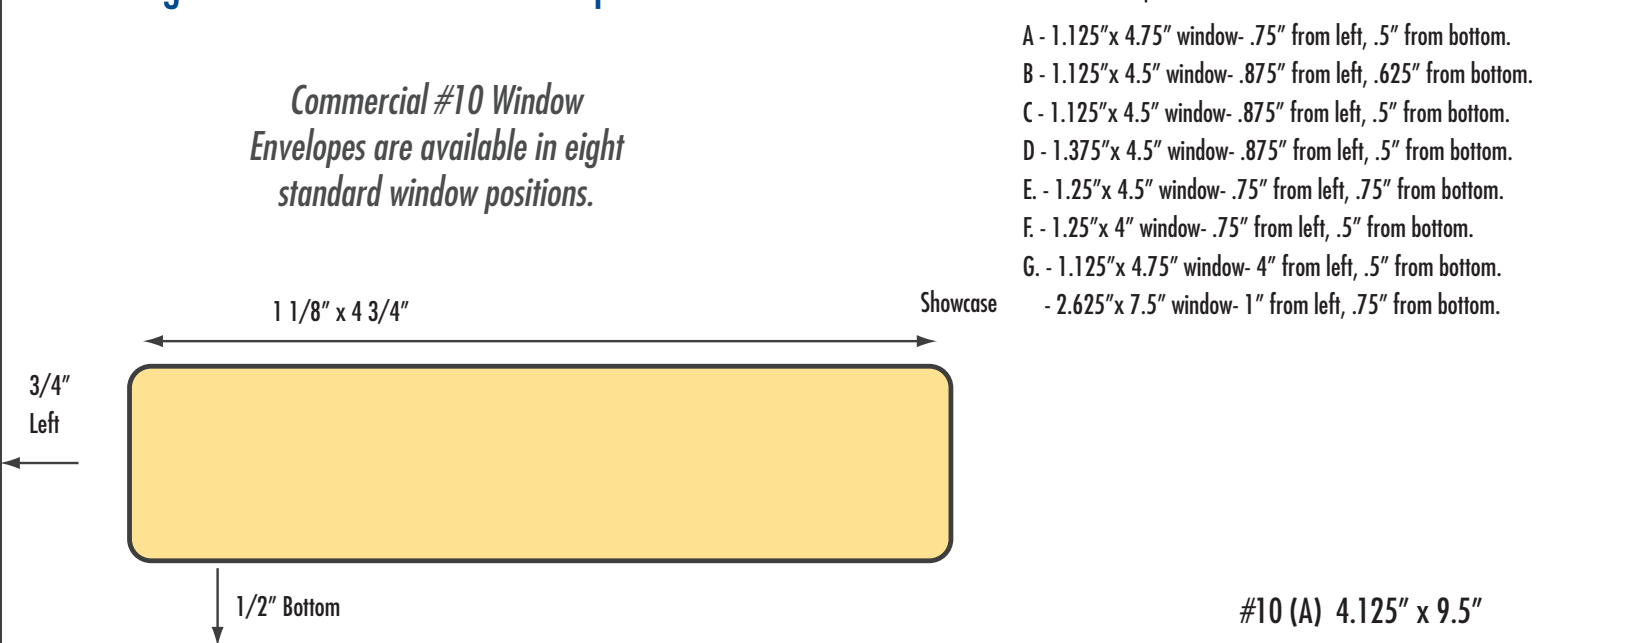 Commercial #10 Window
Envelopes are available in eight
standard window positions.
A - 1.125”x 4.75” window- .75” from left, .5” from bottom.
B - 1.125”x 4.5” window- .875” from left, .625” from bottom.
C - 1.125”x 4.5” window- .875” from left, .5” from bottom.
D - 1.375”x 4.5” window- .875” from left, .5” from bottom.
E. - 1.25”x 4.5” window- .75” from left, .75” from bottom.
F. - 1.25”x 4” window- .75” from left, .5” from bottom.
G. - 1.125”x 4.75” window- 4” from left, .5” from bottom.
Showcase - 2.625”x 7.5” window- 1” from left, .75” from bottom.
1 1/8” x 4 3/4”
3/4”
Left
1/2” Bottom
#10 (A) 4.125” x 9.5”